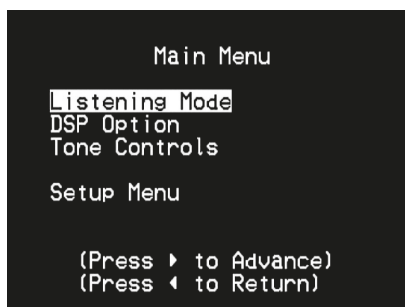 Main Menu
Listening Mode
DSP Option
Tone Controls
Setup Menu
(Press ▶ to Advance)
(Press ◀ to Return)